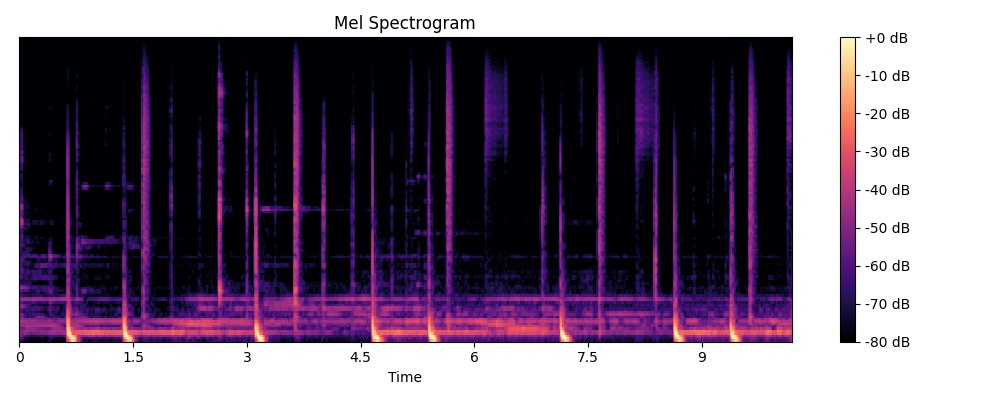 Mel Spectrogram
+0 dB
-10 dB
-20 dB
-30 dB
-40 dB
-50 dB
-60 dB
-70 dB
-80 dB
0 1.5 3 4.5 6 7.5 9
Time